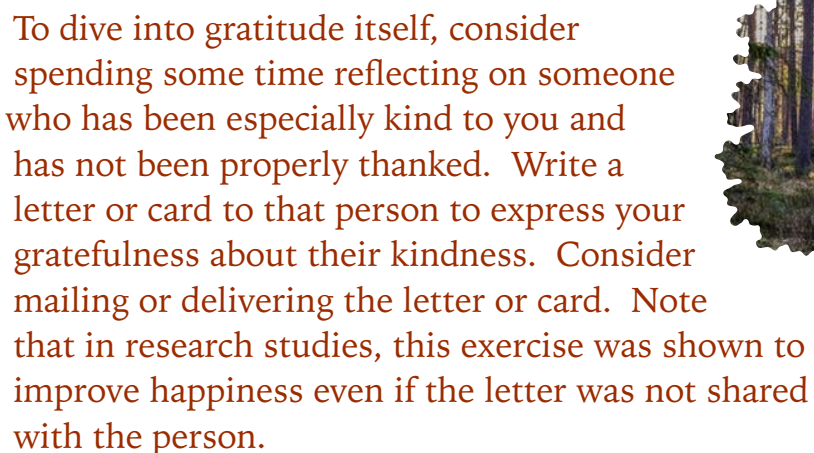 To dive into gratitude itself, consider
spending some time reflecting on someone
who has been especially kind to you and
has not been properly thanked.  Write a
letter or card to that person to express your
gratefulness about their kindness.  Consider
mailing or delivering the letter or card.  Note
that in research studies, this exercise was shown to
improve happiness even if the letter was not shared
with the person.